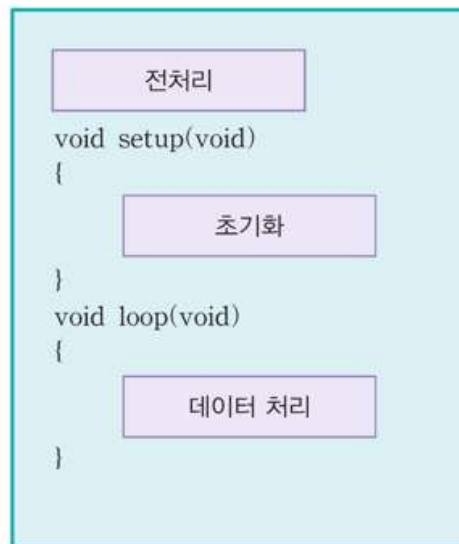 전처리
void setup(void)
{
초기화
}
void loop(void)
{
데이터 처리
}